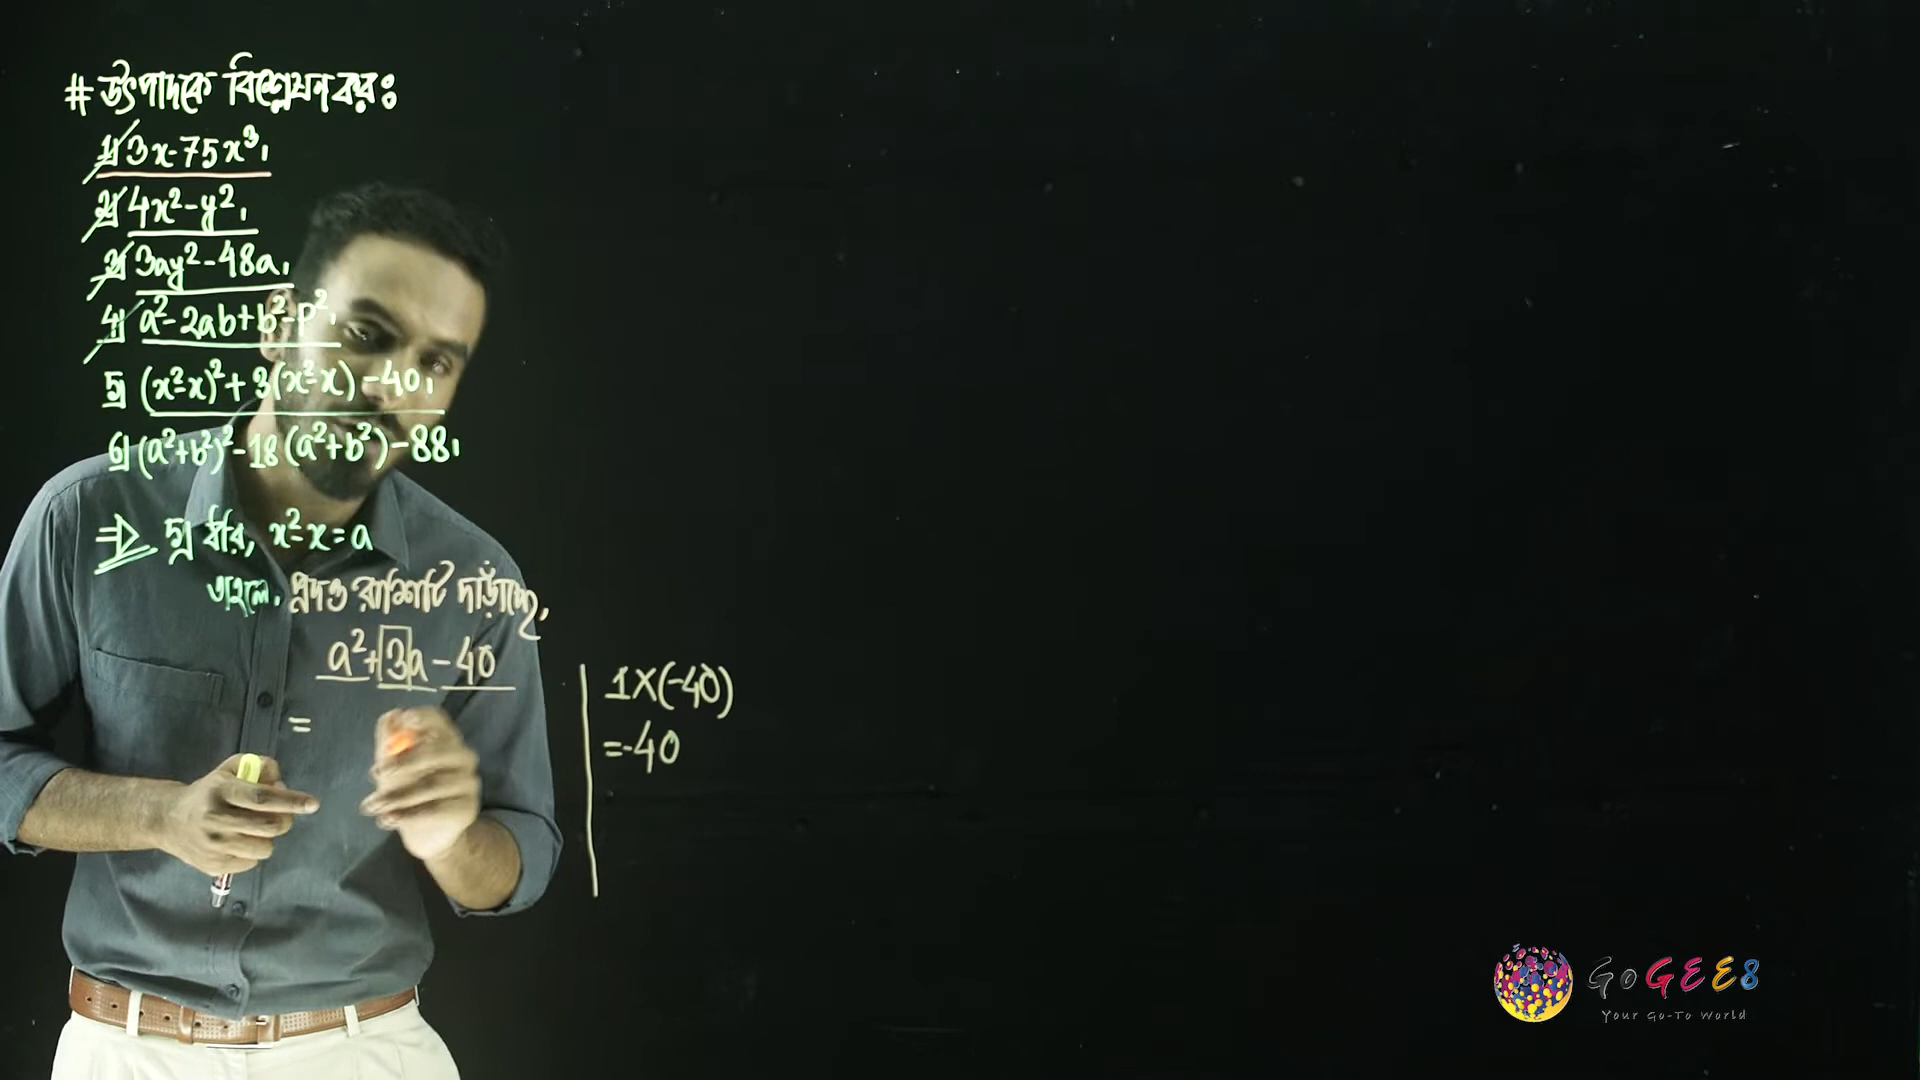 # উৎপাদকে বিশ্লেষন কর:
১) 3x-75x³।
২) 4x²-y²।
৩) 3ay²-48a।
৪) a²-2ab+b²-p²।
৫) (x²-x)²+3(x²-x)-40।
৬) (a²+b²)²-18(a²+b²)-88।
⇒ ৫) ধরি, x²-x=a
তাহলে, প্রদত্ত রাশিটি দাঁড়াচ্ছে,
a²+3a-40
=
1×(-40)
=-40
GOGEE8
Your Go-To World